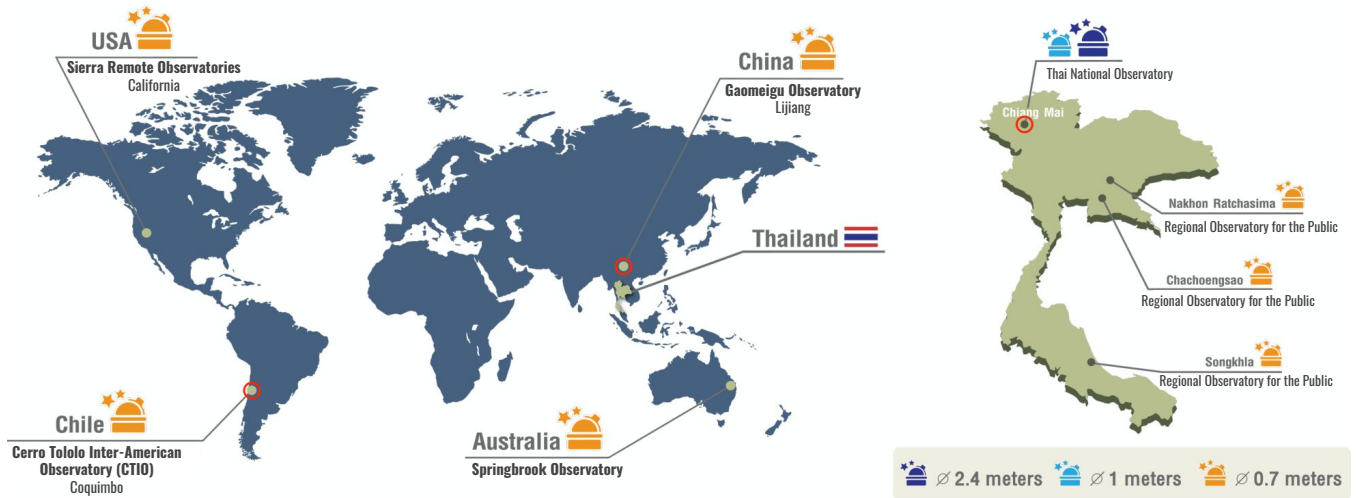 USA
Sierra Remote Observatories
California
China
Gaomeigu Observatory
Lijiang
Thailand
Chile
Cerro Tololo Inter-American
Observatory (CTIO)
Coquimbo
Australia
Springbrook Observatory
Thai National Observatory
Chiang Mai
Nakhon Ratchasima
Regional Observatory for the Public
Chachoengsao
Regional Observatory for the Public
Songkhla
Regional Observatory for the Public
∅ 2.4 meters ∅ 1 meters ∅ 0.7 meters